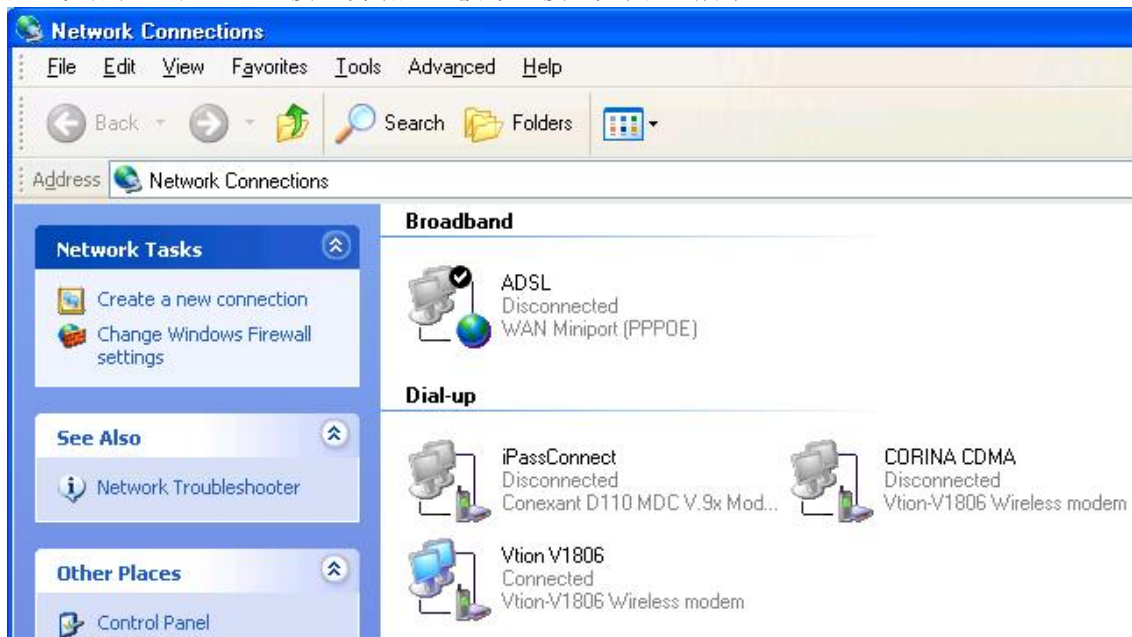 Network Connections
File Edit View Favorites Tools Advanced Help
Back Search Folders
Address Network Connections
Network Tasks
Create a new connection
Change Windows Firewall
settings
See Also
Network Troubleshooter
Other Places
Control Panel
Broadband
ADSL
Disconnected
WAN Miniport (PPPOE)
Dial-up
iPassConnect
Disconnected
Conexant D110 MDC V.9x Mod...
CORINA CDMA
Disconnected
Vtion-V1806 Wireless modem
Vtion V1806
Connected
Vtion-V1806 Wireless modem